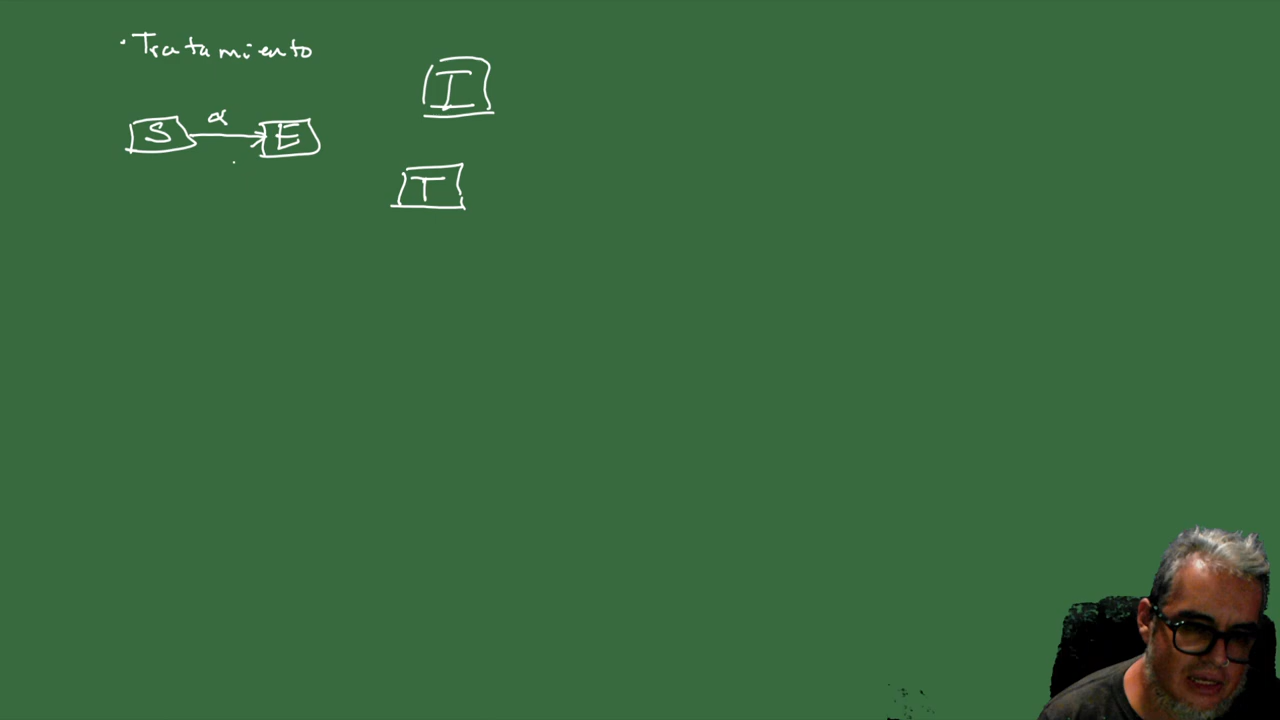 · Tratamiento
I
α
S E
T